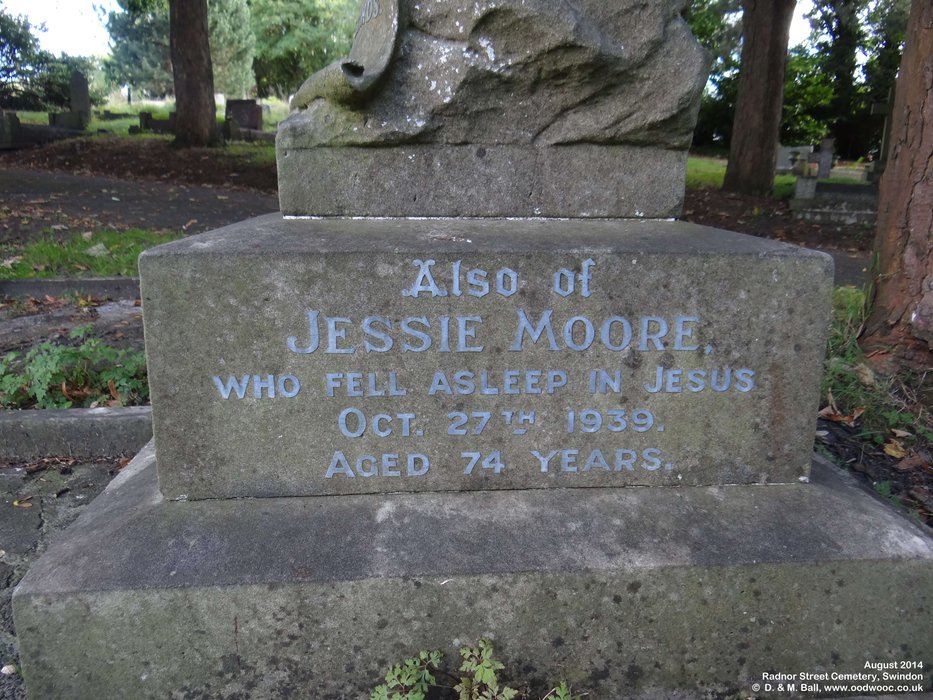 Also of
JESSIE MOORE,
WHO FELL ASLEEP IN JESUS
OCT. 27TH 1939.
AGED 74 YEARS.
August 2014
Radnor Street Cemetery, Swindon
© D. & M. Ball, www.oodwooc.co.uk